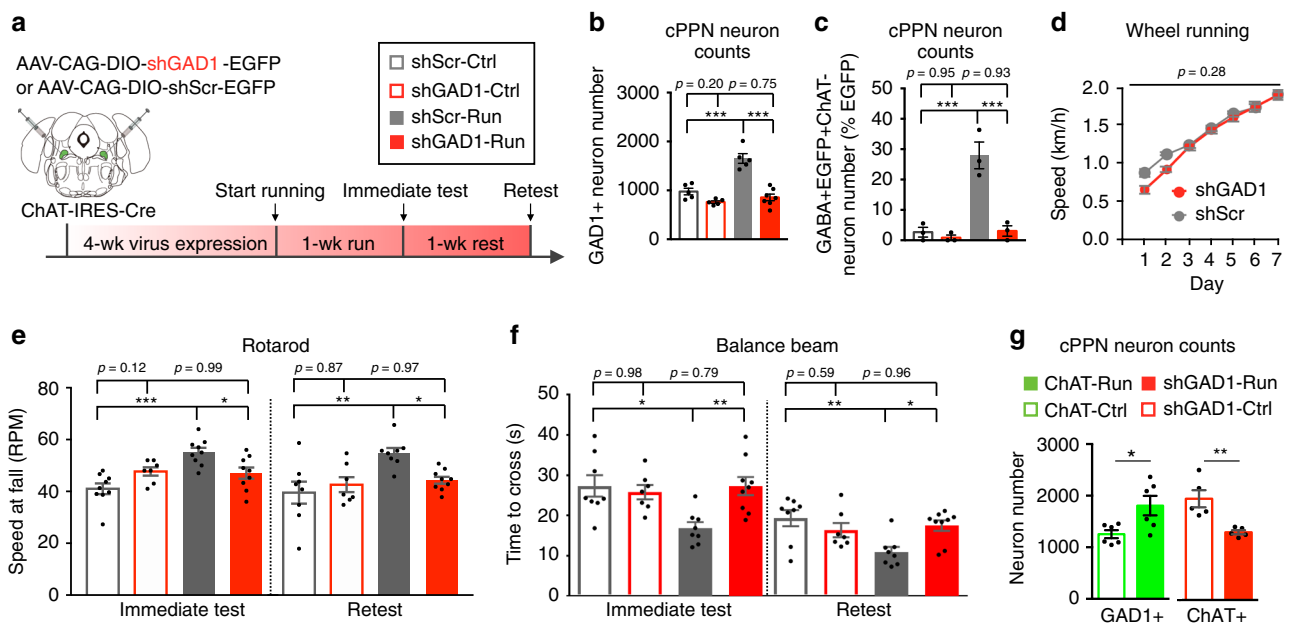 a
AAV-CAG-DIO-shGAD1 -EGFP
or AAV-CAG-DIO-shScr-EGFP
ChAT-IRES-Cre
shScr-Ctrl
shGAD1-Ctrl
shScr-Run
shGAD1-Run
Start running
Immediate test
Retest
4-wk virus expression
1-wk run
1-wk rest
b
cPPN neuron
counts
p = 0.20
p = 0.75
***
***
GAD1+ neuron number
3000
2000
1000
0
c
cPPN neuron
counts
p = 0.95
p = 0.93
***
***
GABA+EGFP+ChAT-
neuron number (% EGFP)
50
40
30
20
10
0
d
Wheel running
p = 0.28
Speed (km/h)
2.0
1.0
0.0
shGAD1
shScr
1 2 3 4 5 6 7
Day
e
Rotarod
p = 0.12
p = 0.99
***
*
p = 0.87
p = 0.97
**
*
Speed at fall (RPM)
80
60
40
20
0
Immediate test
Retest
f
Balance beam
p = 0.98
p = 0.79
*
**
p = 0.59
p = 0.96
**
*
Time to cross (s)
50
40
30
20
10
0
Immediate test
Retest
g
cPPN neuron counts
ChAT-Run
shGAD1-Run
ChAT-Ctrl
shGAD1-Ctrl
Neuron number
3000
2000
1000
0
*
**
GAD1+
ChAT+